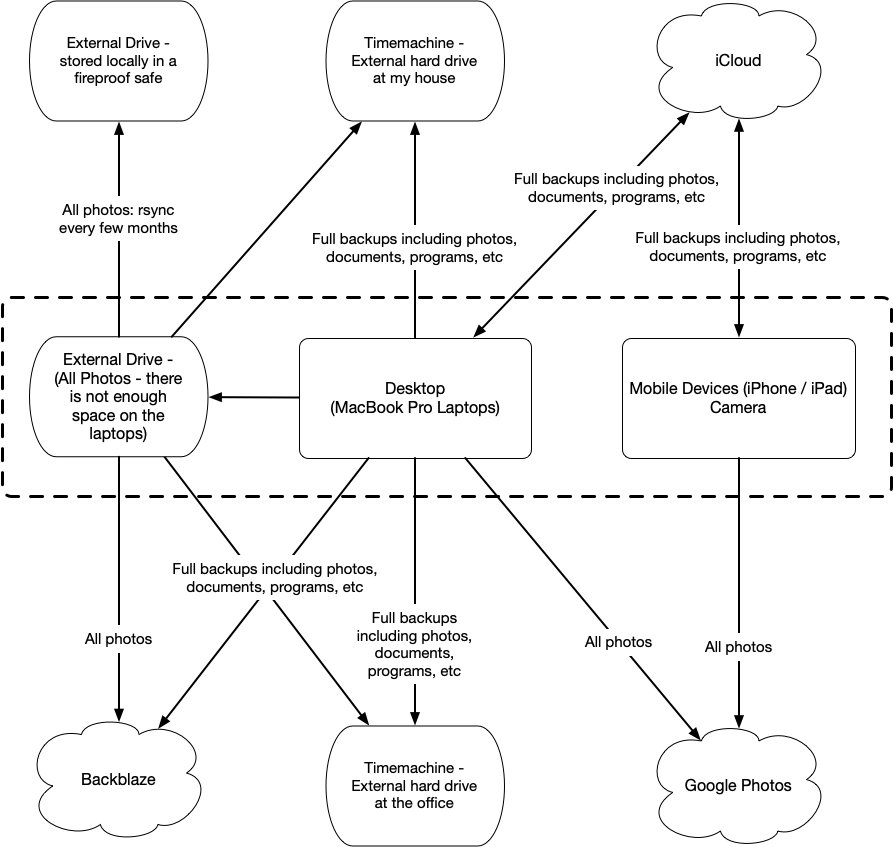 External Drive -
stored locally in a
fireproof safe
Timemachine -
External hard drive
at my house
iCloud
All photos: rsync
every few months
Full backups including photos,
documents, programs, etc
Full backups including photos,
documents, programs, etc
Full backups including photos,
documents, programs, etc
External Drive -
(All Photos - there
is not enough
space on the
laptops)
Desktop
(MacBook Pro Laptops)
Mobile Devices (iPhone / iPad)
Camera
Full backups including photos,
documents, programs, etc
All photos
Full backups
including photos,
documents,
programs, etc
All photos
All photos
Backblaze
Timemachine -
External hard drive
at the office
Google Photos